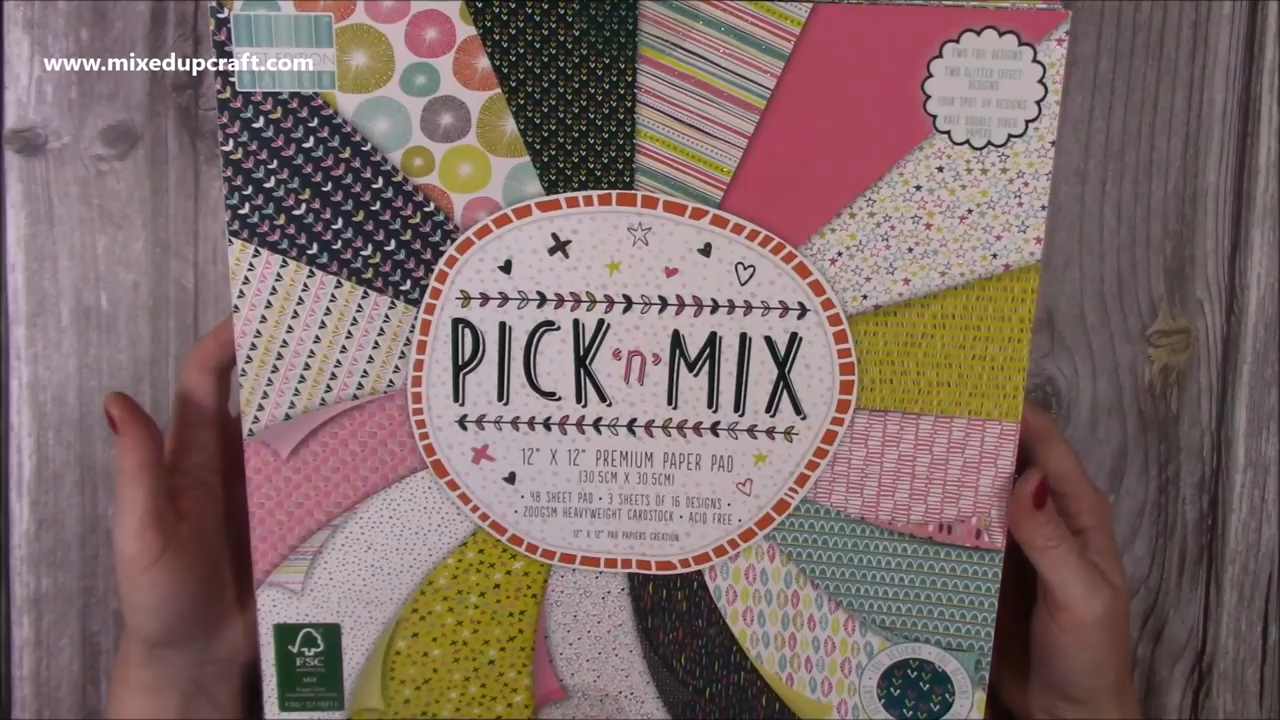 www.mixedupcraft.com
TWO FOIL DESIGNS
TWO GLITTER EFFECT
DESIGNS
FOUR SPOT UV DESIGNS
HALF DOUBLE SIDED
PAPERS
PICK 'n' MIX
12" X 12" PREMIUM PAPER PAD
(30.5CM X 30.5CM)
• 48 SHEET PAD • 3 SHEETS OF 16 DESIGNS •
• 200GSM HEAVYWEIGHT CARDSTOCK • ACID FREE •
12" X 12" PAD PAPIERS CRÉATION
FSC
MIX